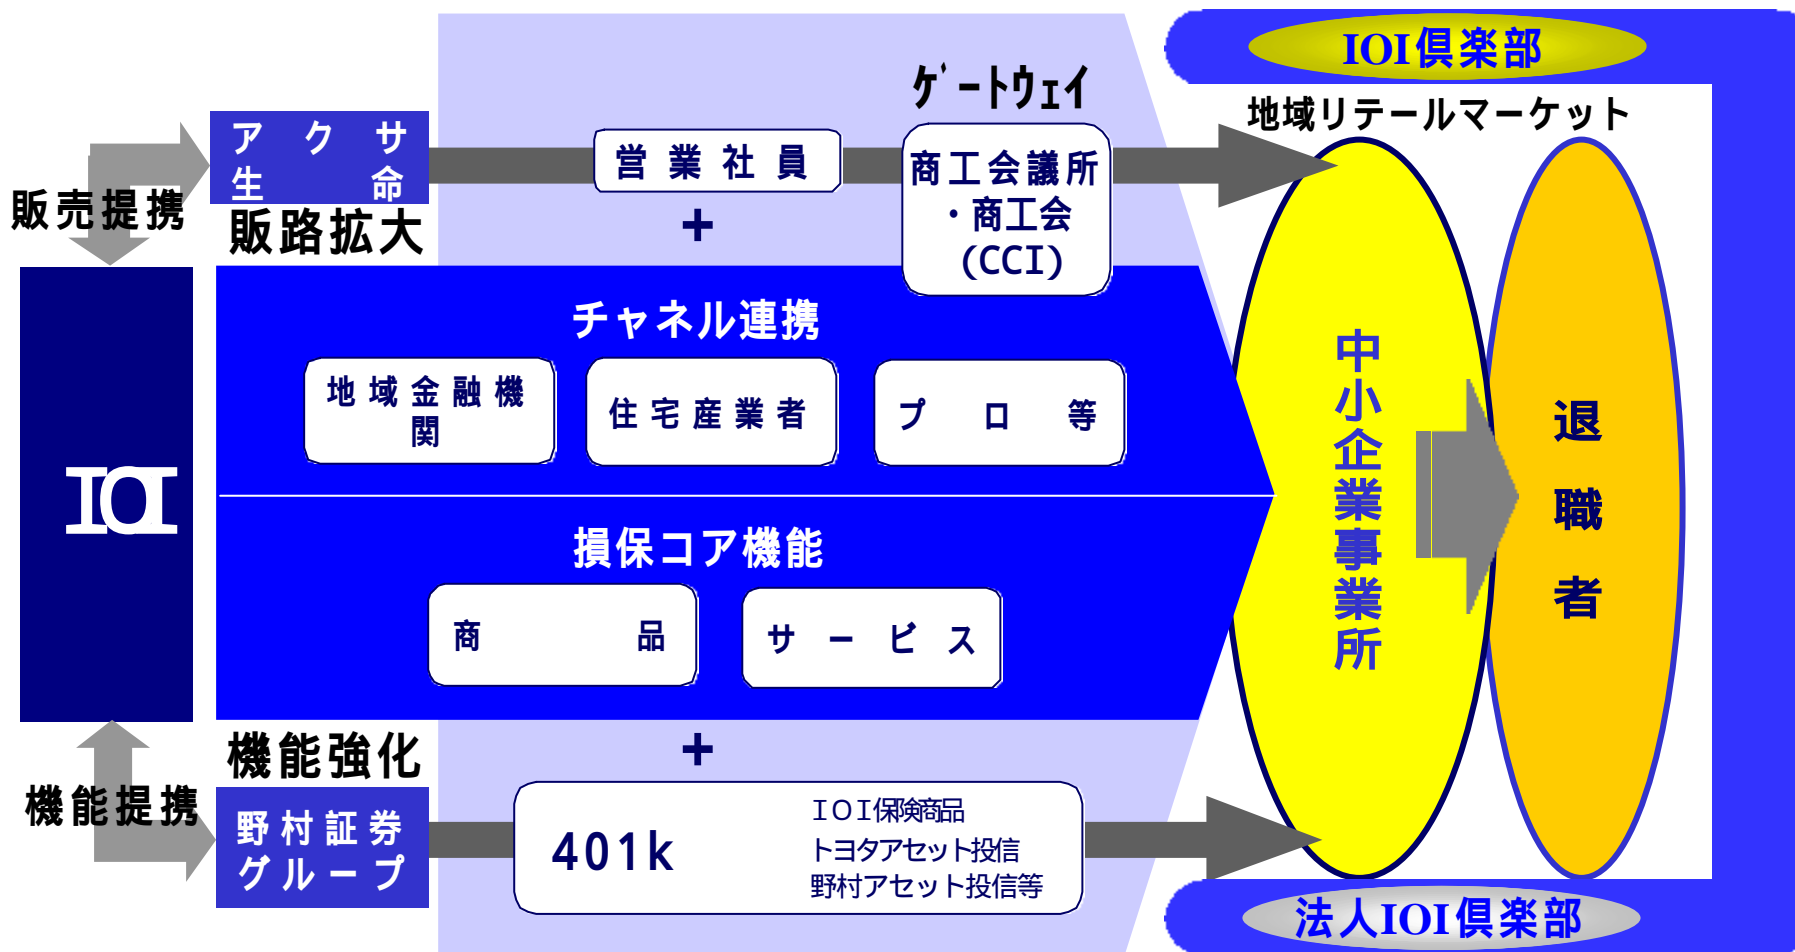 IOI倶楽部
ゲートウェイ
地域リテールマーケット
アクサ
生命
営業社員
商工会議所
・商工会
(CCI)
販売提携
販路拡大
+
チャネル連携
地域金融機
関
住宅産業者
プロ等
IOI
中小企業事業所
退職者
損保コア機能
商品
サービス
機能強化
+
機能提携
野村証券
グループ
401k
IOI保険商品
トヨタアセット投信
野村アセット投信等
法人IOI倶楽部